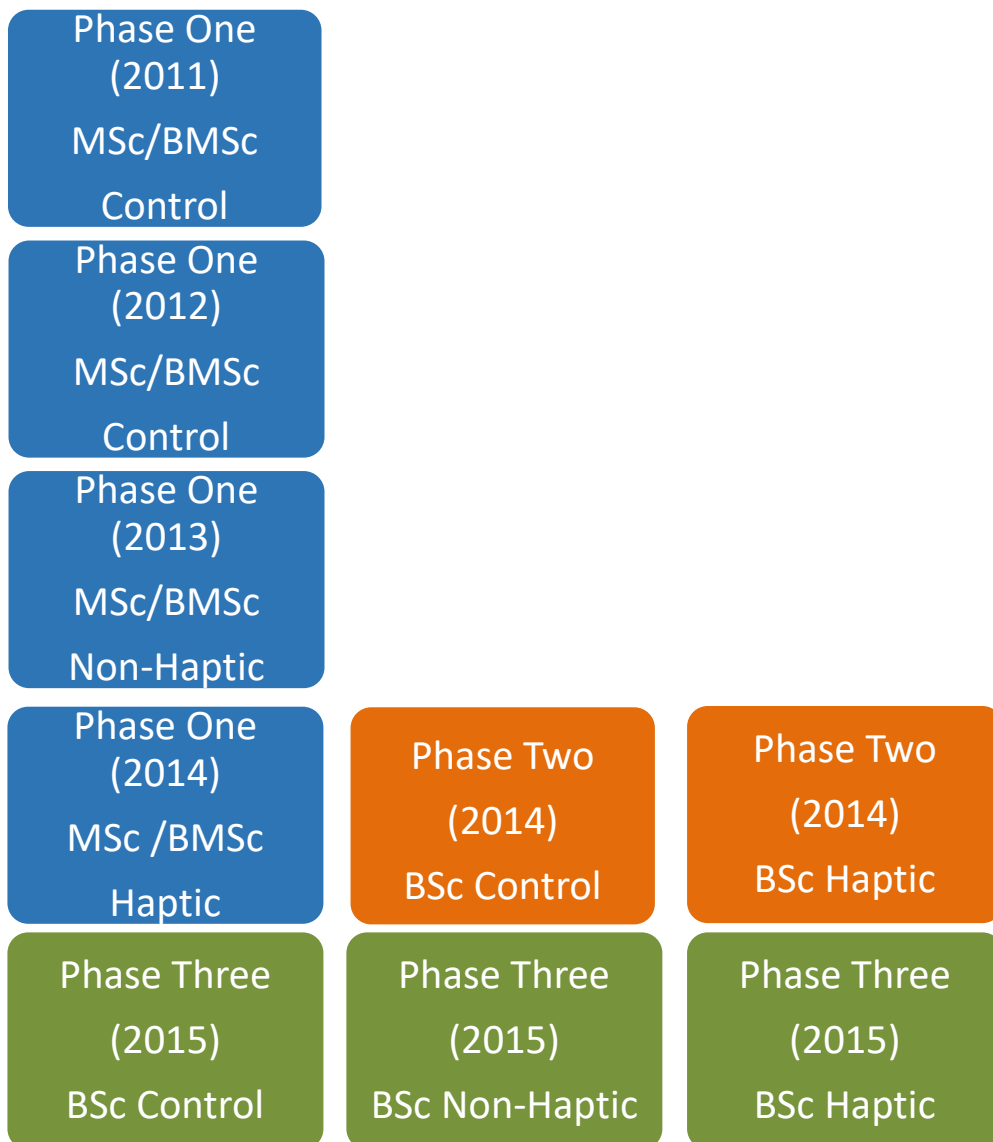 Phase One
(2011)
MSc/BMSc
Control
Phase One
(2012)
MSc/BMSc
Control
Phase One
(2013)
MSc/BMSc
Non-Haptic
Phase One
(2014)
MSc /BMSc
Haptic
Phase Two
(2014)
BSc Control
Phase Two
(2014)
BSc Haptic
Phase Three
(2015)
BSc Control
Phase Three
(2015)
BSc Non-Haptic
Phase Three
(2015)
BSc Haptic